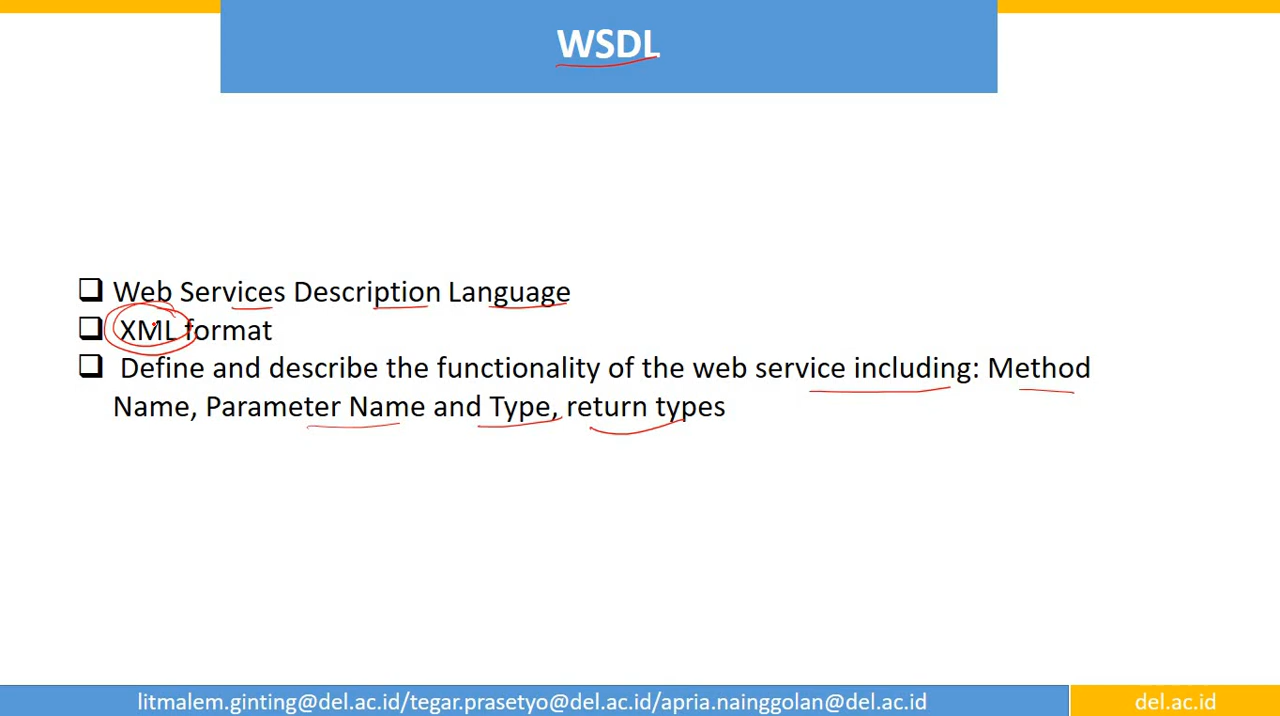 WSDL
Web Services Description Language
XML format
Define and describe the functionality of the web service including: Method
Name, Parameter Name and Type, return types
litmalem.ginting@del.ac.id/tegar.prasetyo@del.ac.id/apria.nainggolan@del.ac.id
del.ac.id